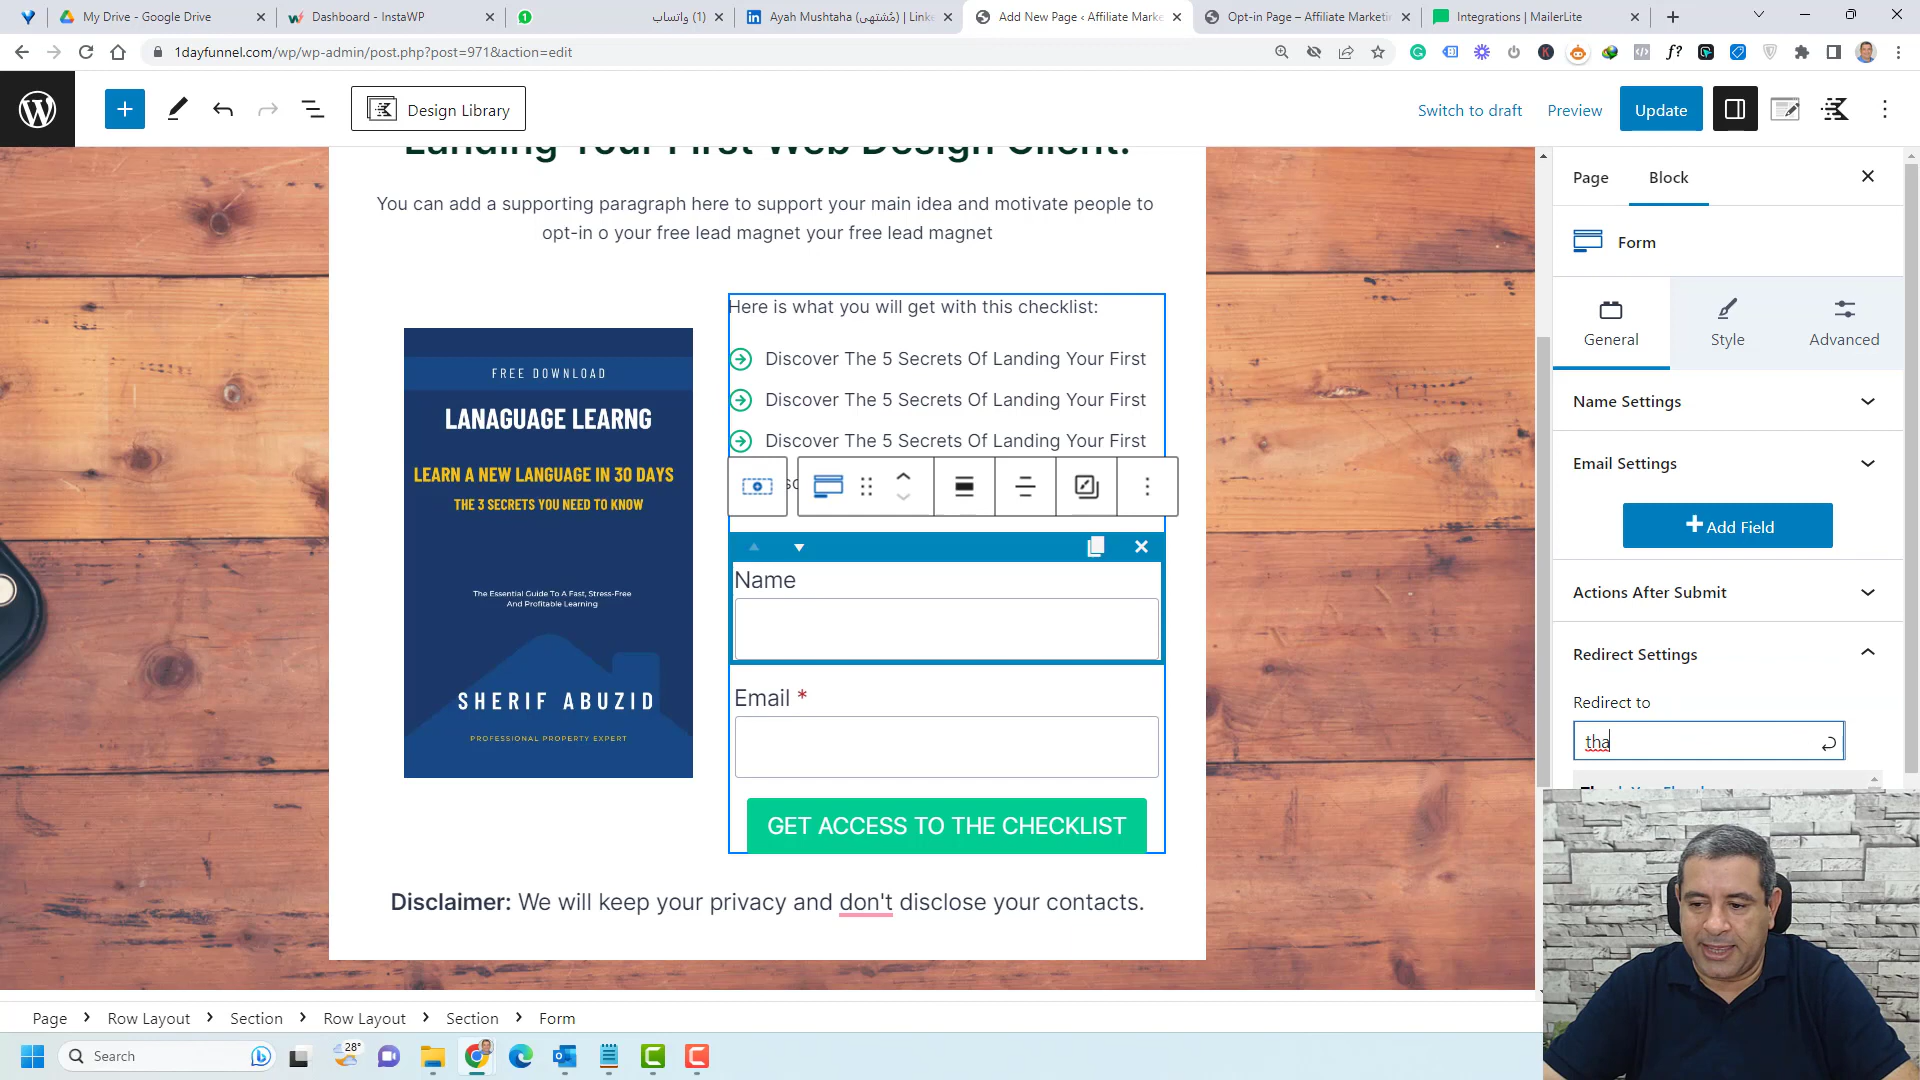 My Drive - Google Drive
Dashboard - InstaWP
(1) واتساب
Ayah Mushtaha (مُشتهى) | Linke
Add New Page ‹ Affiliate Marke
Opt-in Page – Affiliate Marketi
Integrations | MailerLite
1dayfunnel.com/wp/wp-admin/post.php?post=971&action=edit
Design Library
Switch to draft
Preview
Update
Landing Your First Web Design Client!
You can add a supporting paragraph here to support your main idea and motivate people to
opt-in o your free lead magnet your free lead magnet
FREE DOWNLOAD
LANAGUAGE LEARNG
LEARN A NEW LANGUAGE IN 30 DAYS
THE 3 SECRETS YOU NEED TO KNOW
The Essential Guide To A Fast, Stress-Free
And Profitable Learning
SHERIF ABUZID
PROFESSIONAL PROPERTY EXPERT
Here is what you will get with this checklist:
Discover The 5 Secrets Of Landing Your First
Discover The 5 Secrets Of Landing Your First
Discover The 5 Secrets Of Landing Your First
Name
Email *
GET ACCESS TO THE CHECKLIST
Disclaimer: We will keep your privacy and don't disclose your contacts.
Page
Block
Form
General
Style
Advanced
Name Settings
Email Settings
Add Field
Actions After Submit
Redirect Settings
Redirect to
tha
Page > Row Layout > Section > Row Layout > Section > Form
Search
28°